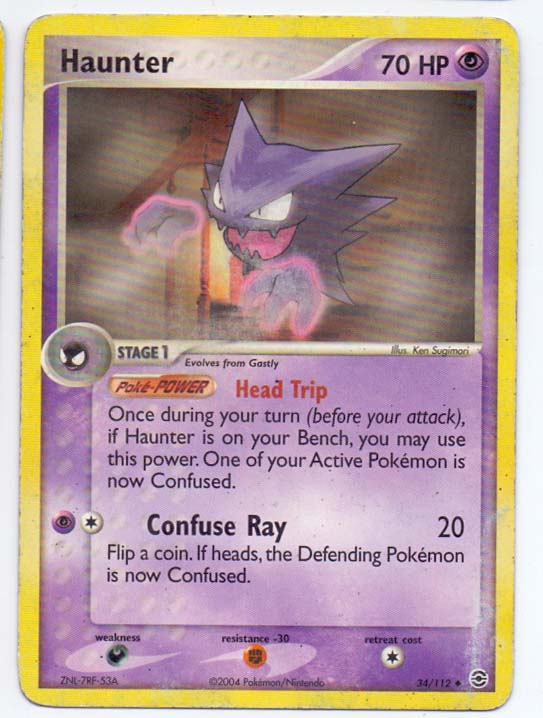 Haunter 70 HP
Illus. Ken Sugimori
STAGE 1 Evolves from Gastly
Poké-POWER Head Trip
Once during your turn (before your attack),
if Haunter is on your Bench, you may use
this power. One of your Active Pokémon is
now Confused.
Confuse Ray 20
Flip a coin. If heads, the Defending Pokémon
is now Confused.
weakness resistance -30 retreat cost
ZNL-7RF-53A ©2004 Pokémon/Nintendo 34/112